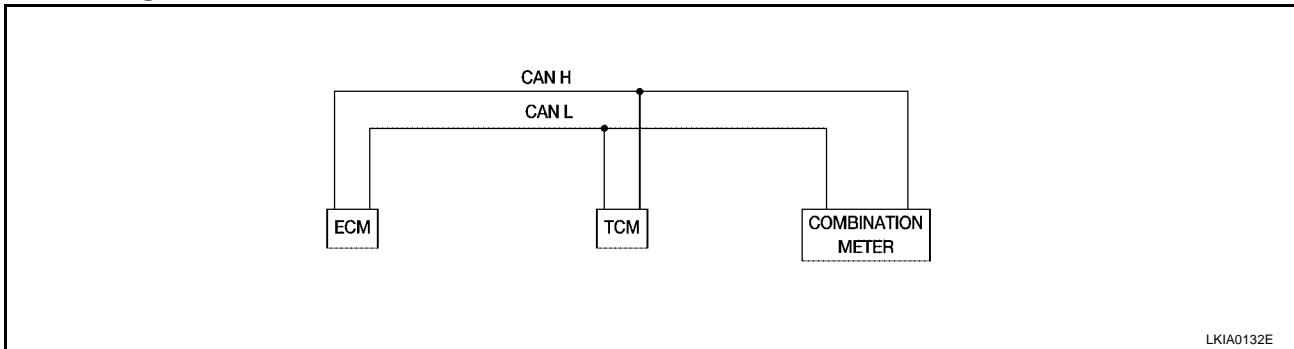 CAN H
CAN L
ECM
TCM
COMBINATION
METER
LKIA0132E